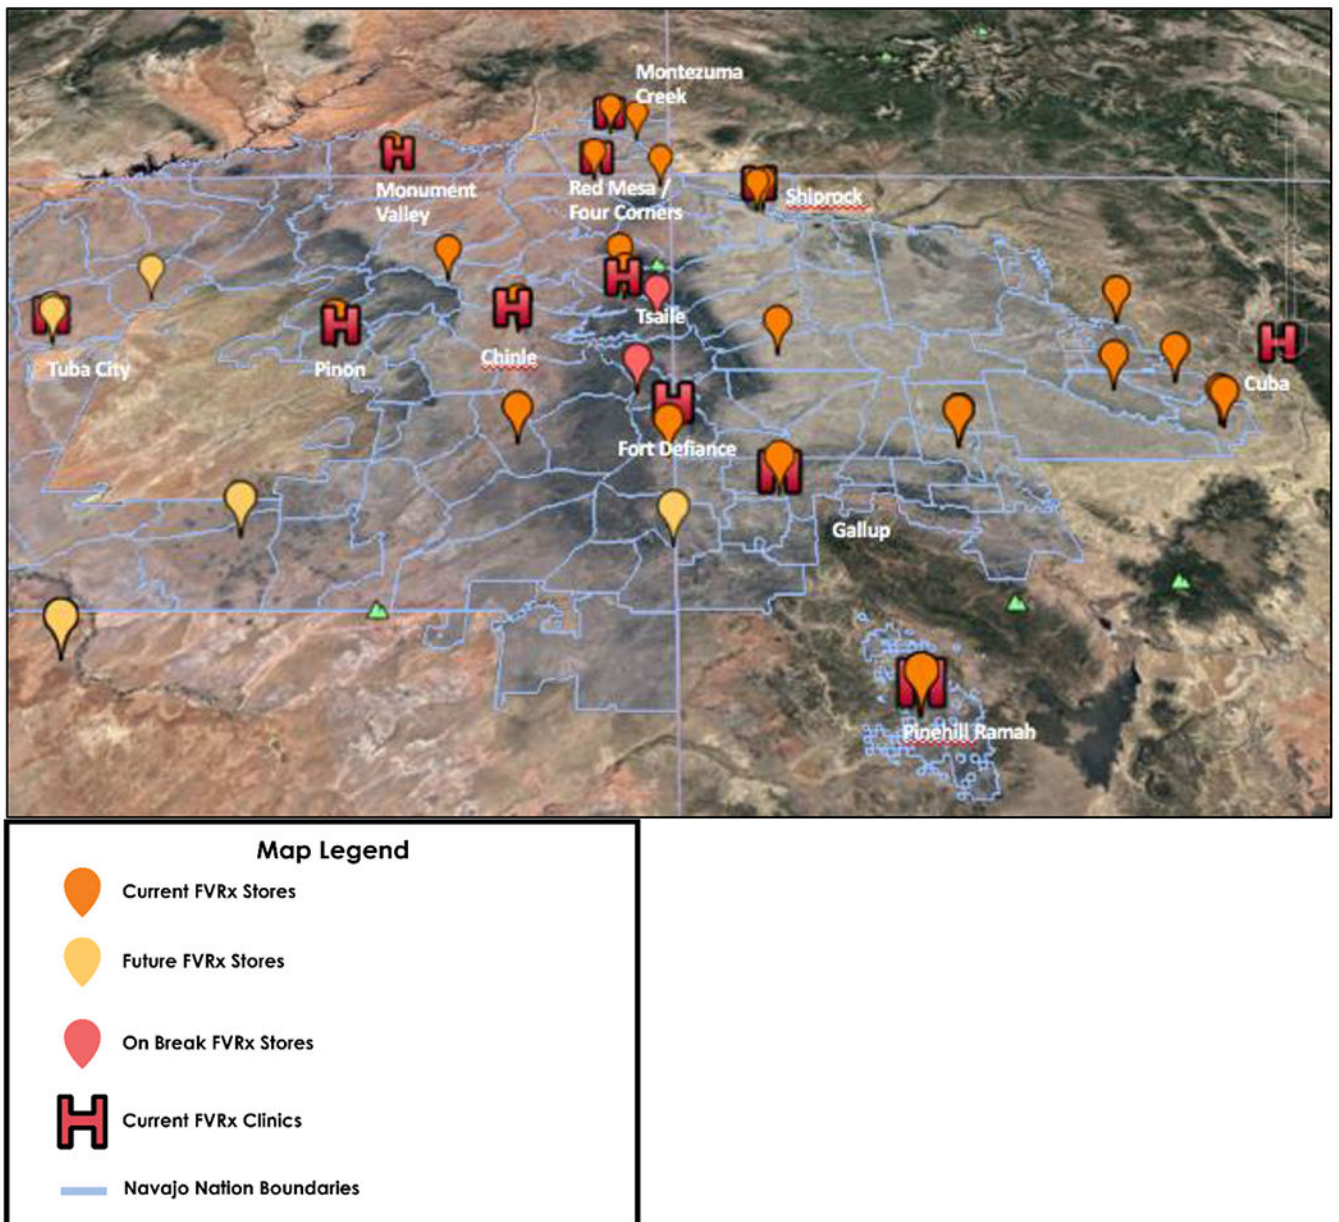 Montezuma
Creek
Monument
Valley
Red Mesa /
Four Corners
Shiprock
Tsaile
Tuba City
Pinon
Chinle
Cuba
Fort Defiance
Gallup
Pinehill Ramah
Map Legend
Current FVRx Stores
Future FVRx Stores
On Break FVRx Stores
H Current FVRx Clinics
Navajo Nation Boundaries